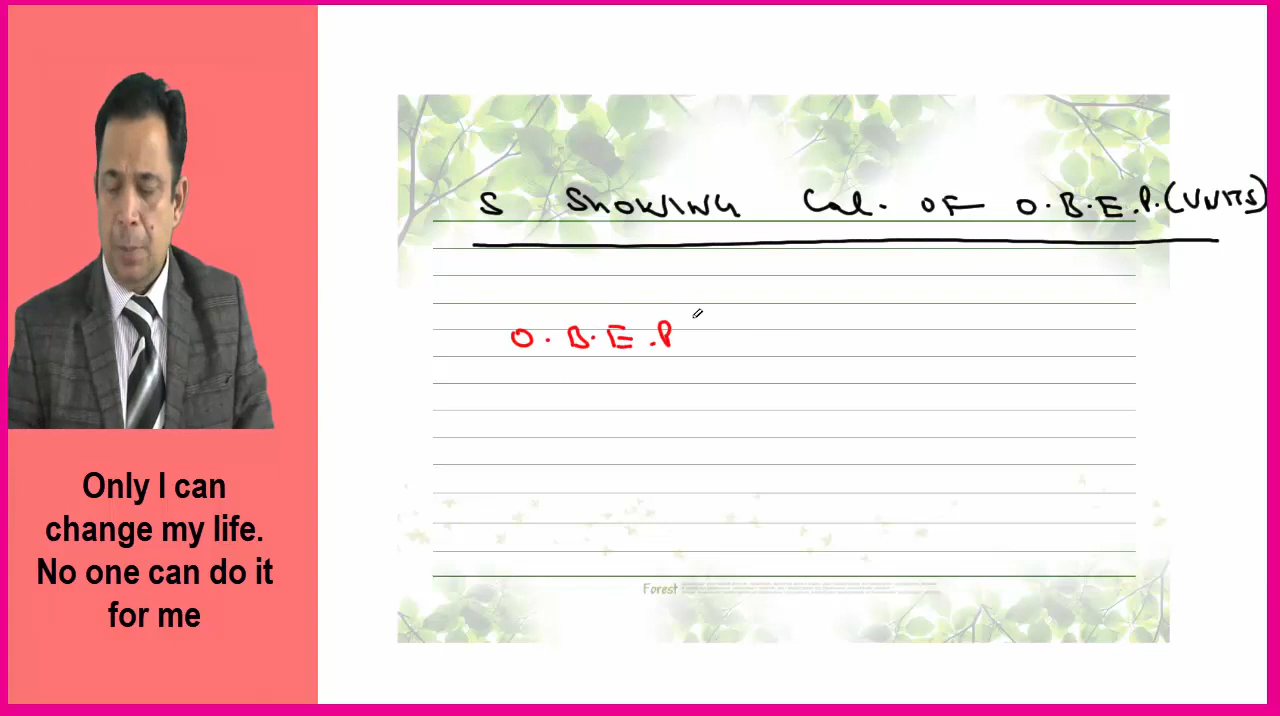 S SHOWING Cal. OF O.B.E.P. (UNITS)
O.B.E.P
Only I can
change my life.
No one can do it
for me
Forest